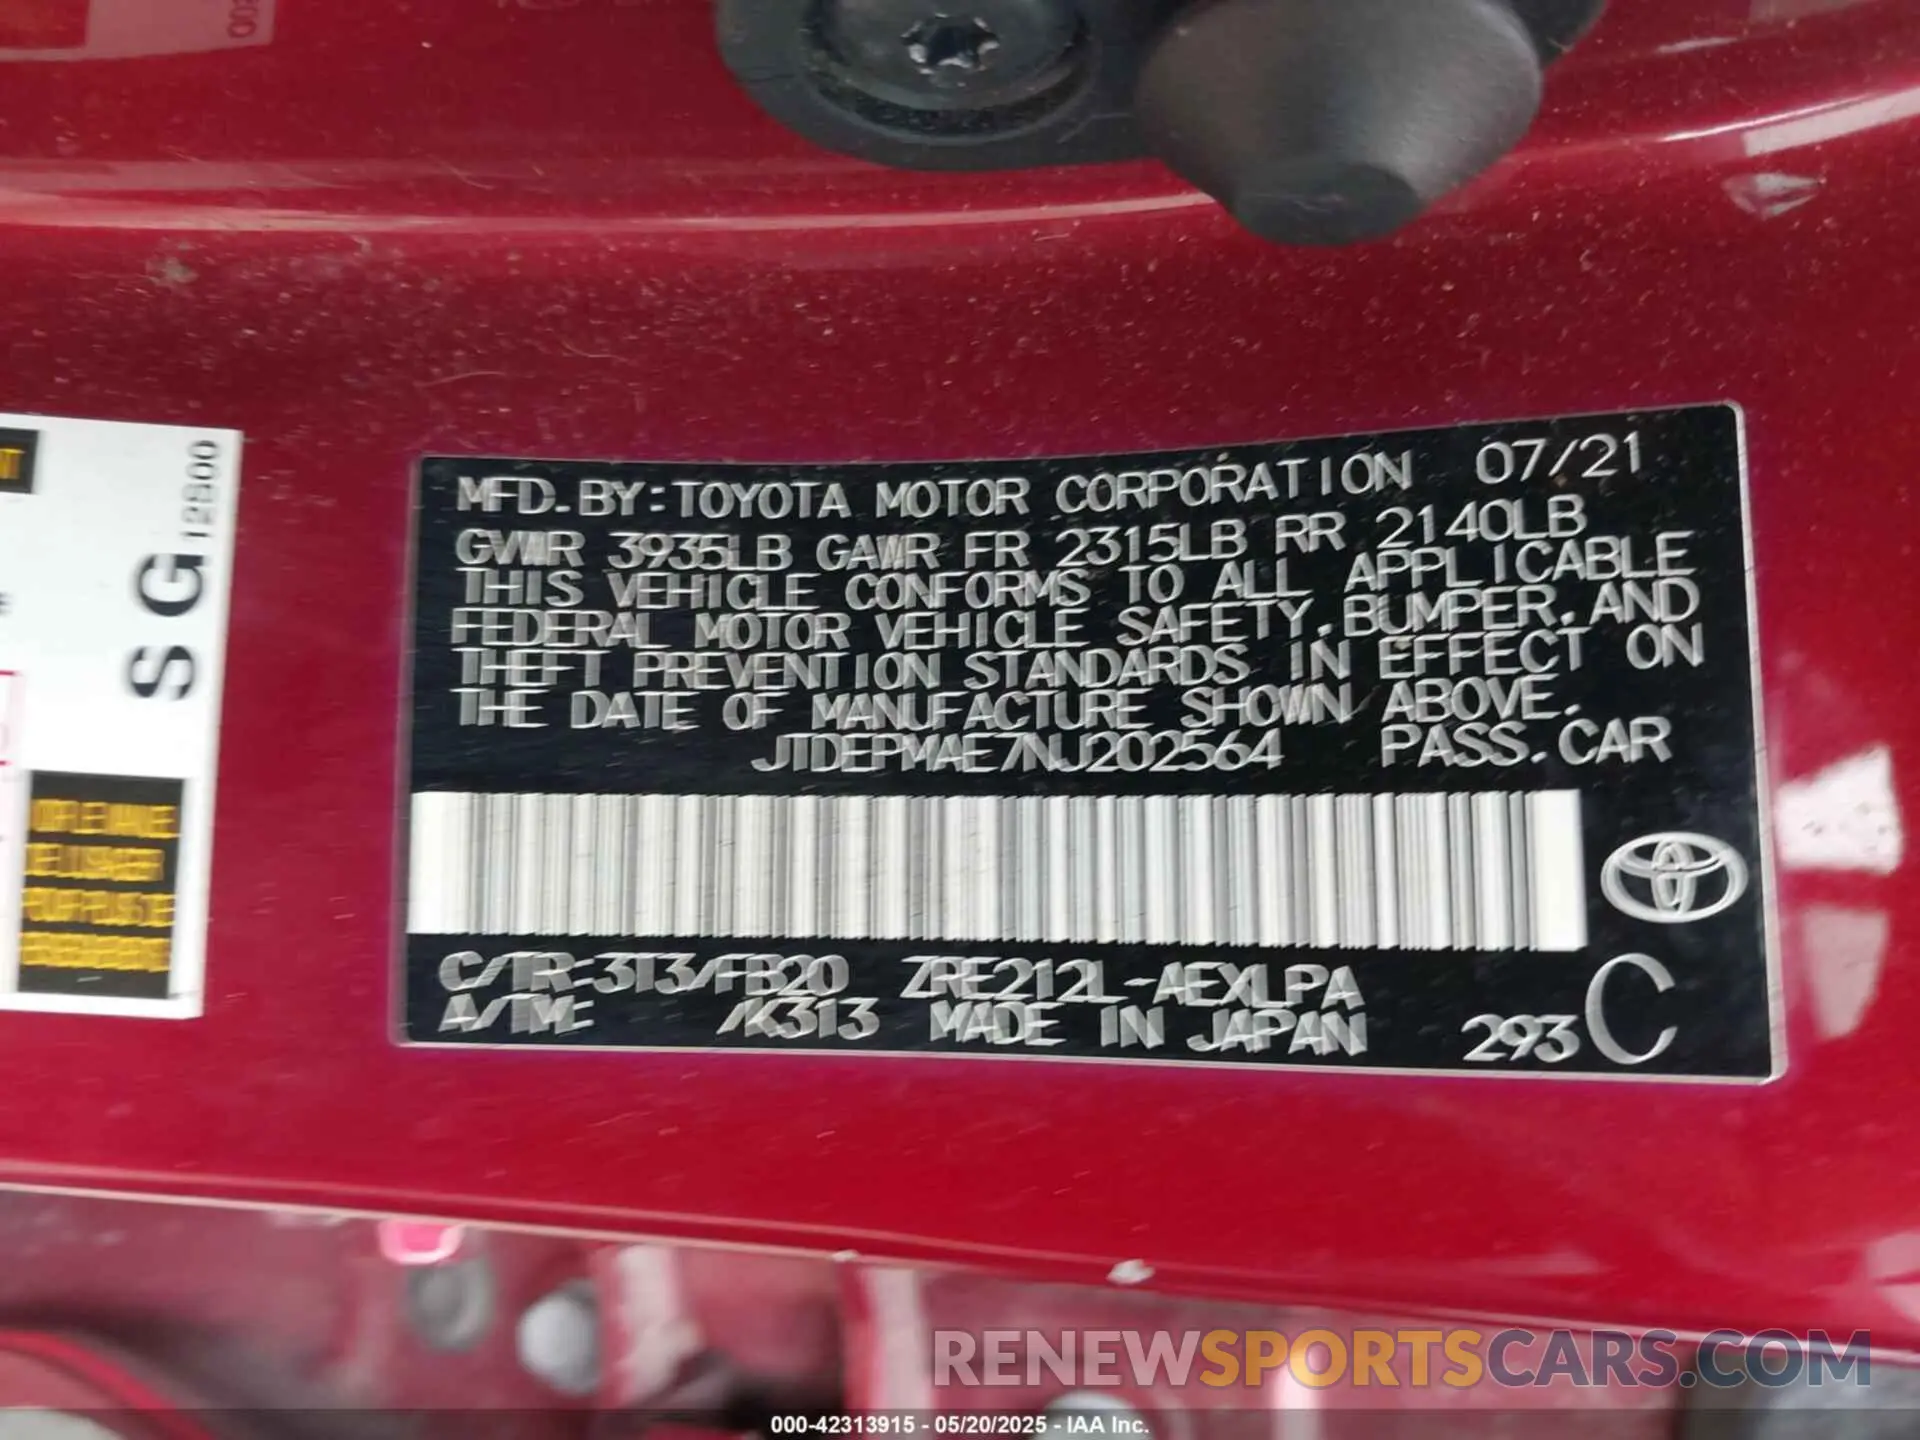 MFD. BY: TOYOTA MOTOR CORPORATION 07/21
GVWR 3935LB GAWR FR 2315LB RR 2140LB
THIS VEHICLE CONFORMS TO ALL APPLICABLE
FEDERAL MOTOR VEHICLE SAFETY, BUMPER, AND
THEFT PREVENTION STANDARDS IN EFFECT ON
THE DATE OF MANUFACTURE SHOWN ABOVE.
JTDEPMAE7NJ202564 PASS. CAR
C/TR:3T3/FB20 ZRE212L-AEXLPA
A/TM: /K313 MADE IN JAPAN 293 C
SG
12800
RENEWSPORTSCARS.COM
000-42313915 - 05/20/2025 - IAA Inc.